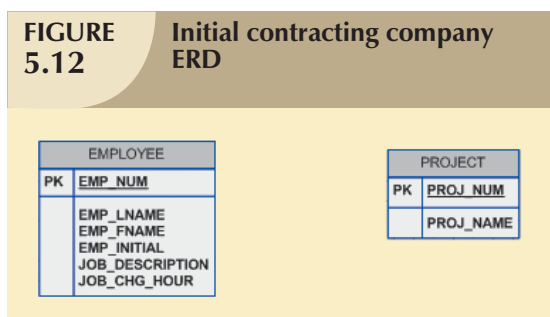 FIGURE
5.12
Initial contracting company
ERD
EMPLOYEE
PK EMP_NUM
EMP_LNAME
EMP_FNAME
EMP_INITIAL
JOB_DESCRIPTION
JOB_CHG_HOUR
PROJECT
PK PROJ_NUM
PROJ_NAME